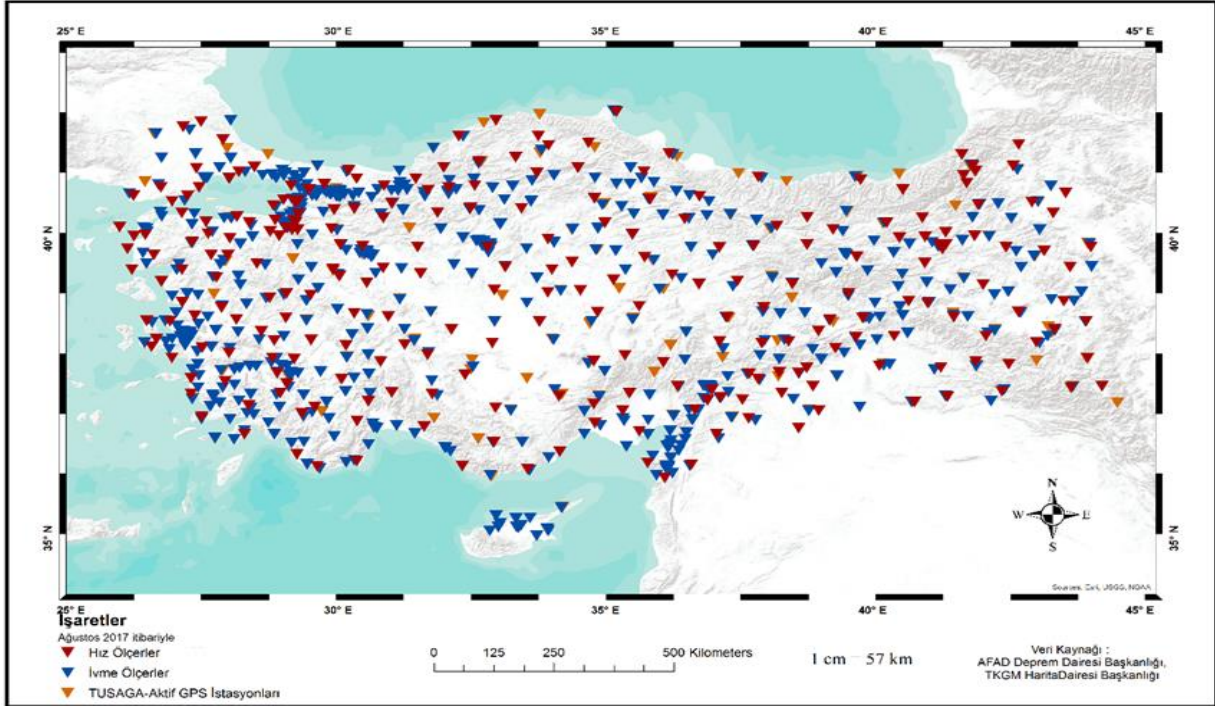 25° E 30° E 35° E 40° E 45° E
40° N 40° N
35° N 35° N
N
W E
S
Sources: Esri, USGS, NOAA
25° E 30° E 35° E 40° E 45° E
İşaretler
Ağustos 2017 itibariyle
Hız Ölçerler
İvme Ölçerler
TUSAGA-Aktif GPS İstasyonları
0 125 250 500 Kilometers
1 cm = 57 km
Veri Kaynağı :
AFAD Deprem Dairesi Başkanlığı,
TKGM HaritaDairesi Başkanlığı